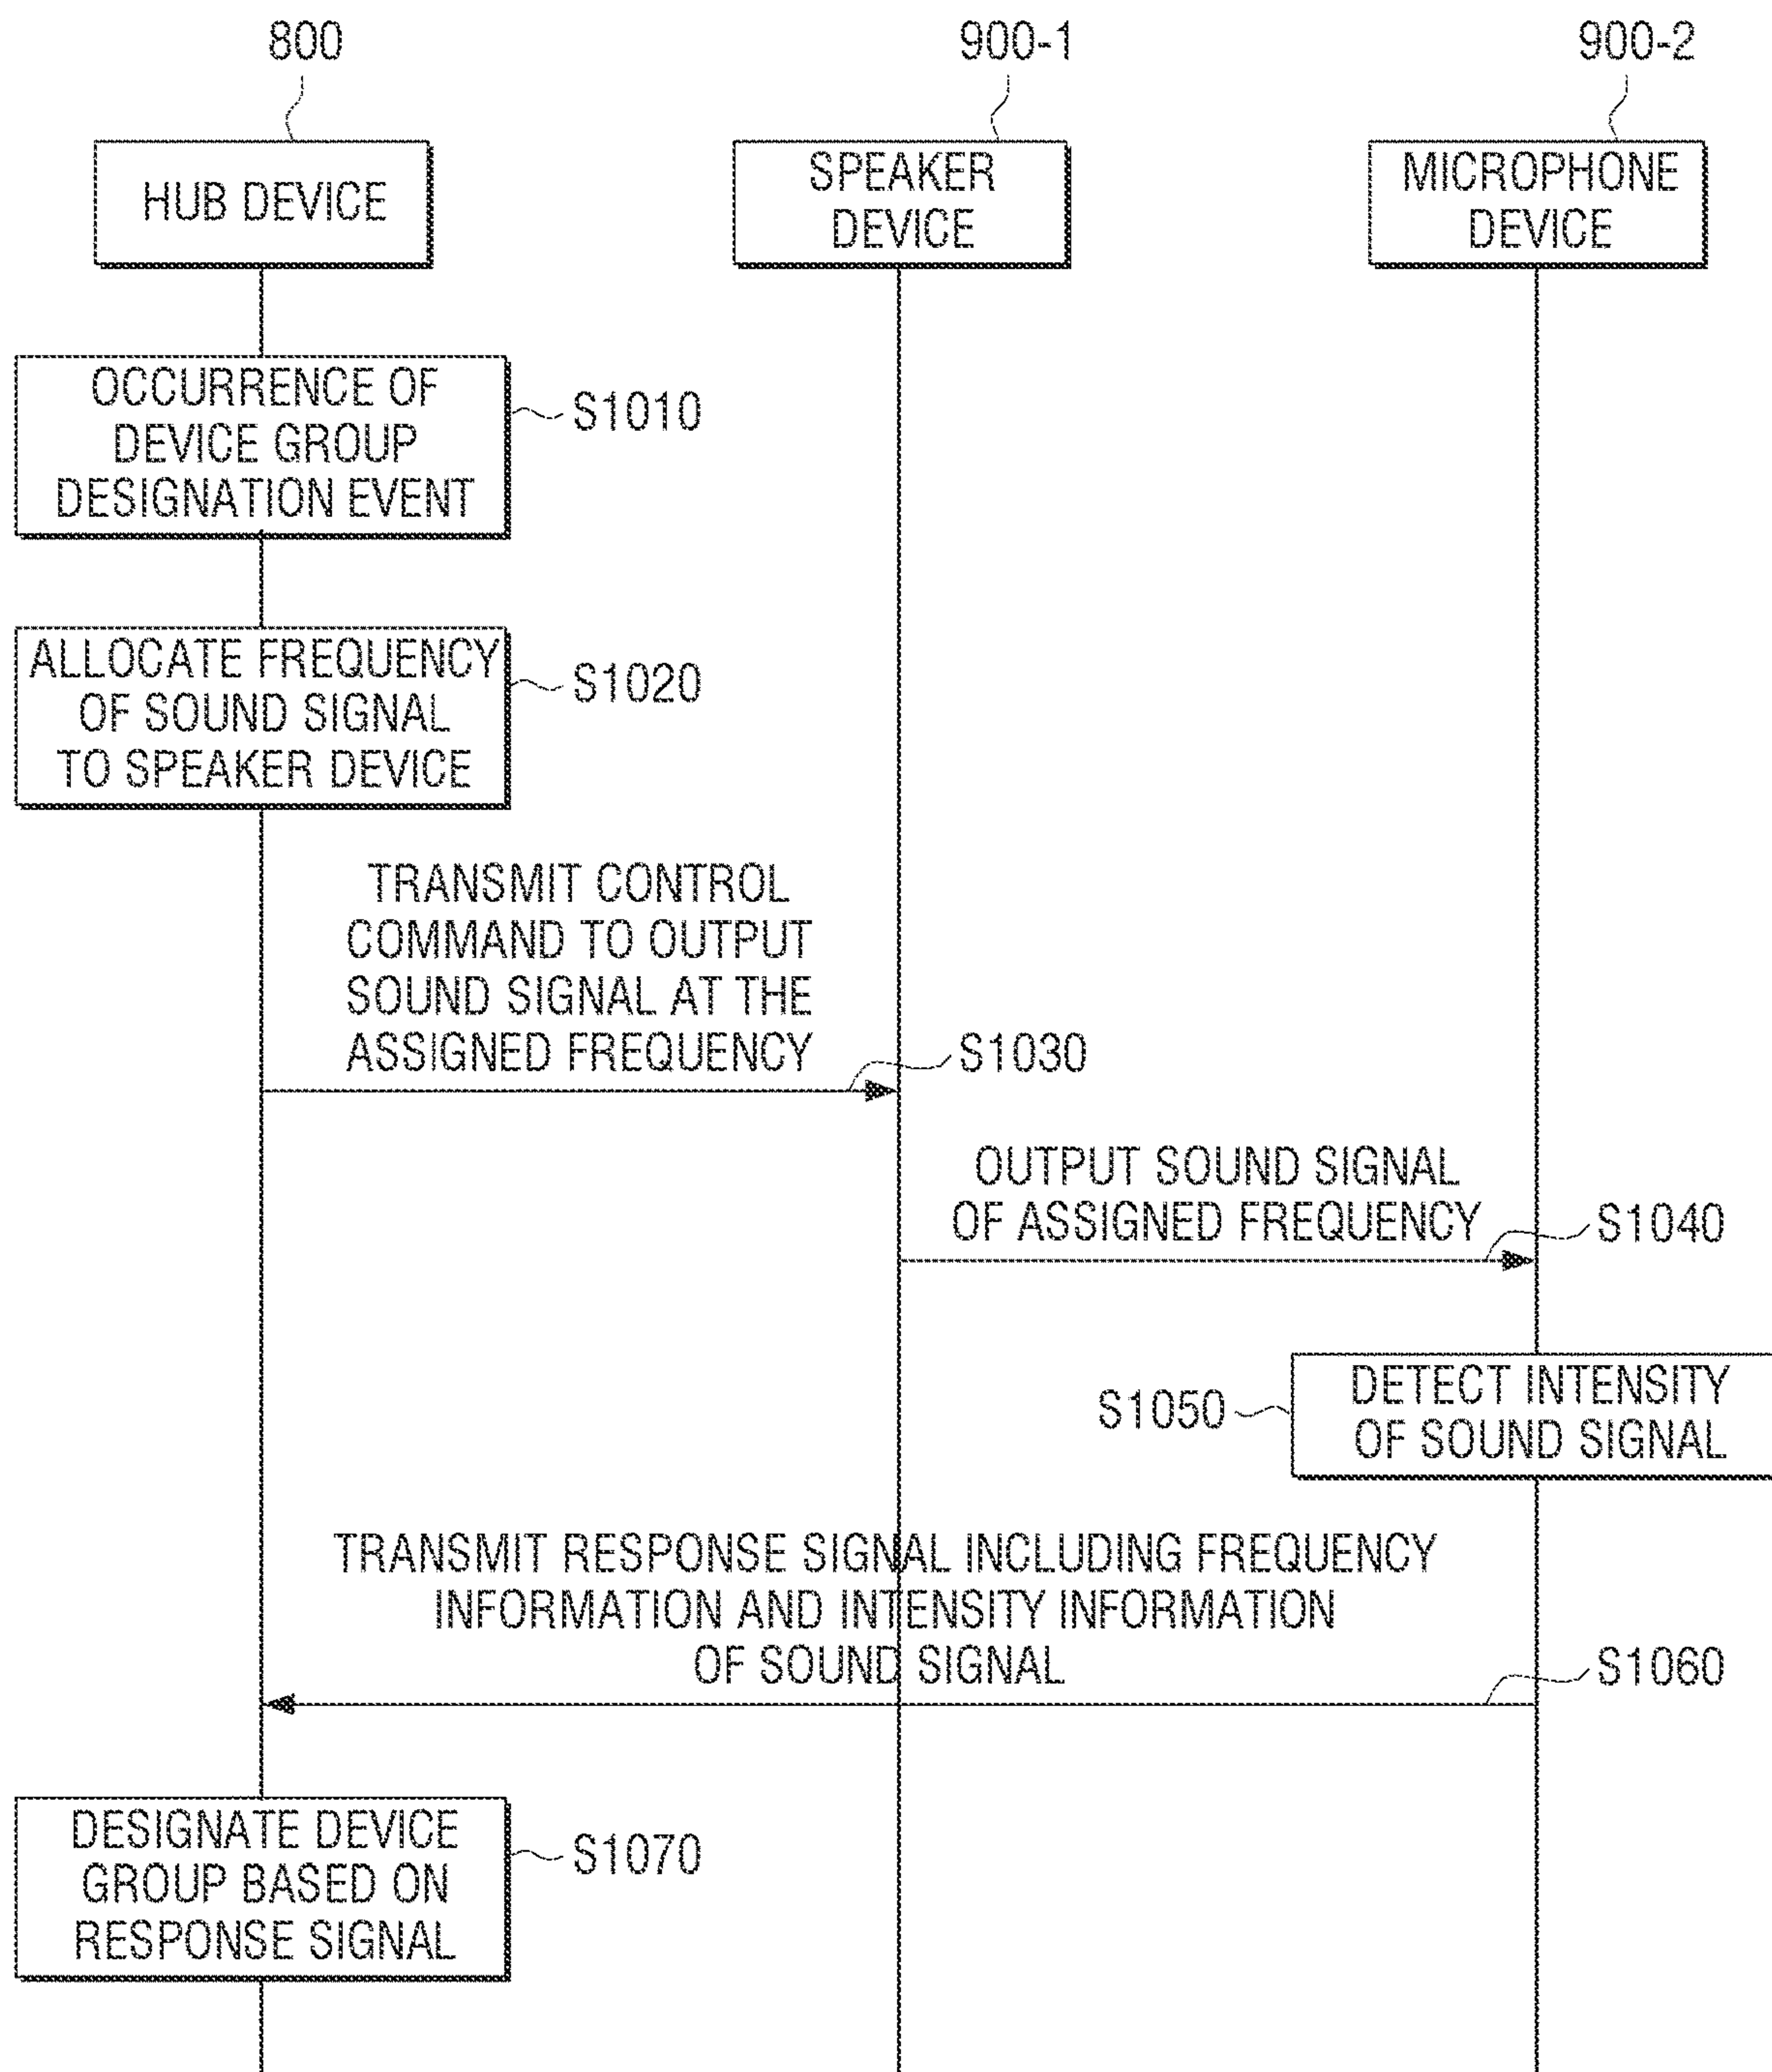 800
900-1
900-2
HUB DEVICE
SPEAKER
DEVICE
MICROPHONE
DEVICE
OCCURRENCE OF
DEVICE GROUP
DESIGNATION EVENT
S1010
ALLOCATE FREQUENCY
OF SOUND SIGNAL
TO SPEAKER DEVICE
S1020
TRANSMIT CONTROL
COMMAND TO OUTPUT
SOUND SIGNAL AT THE
ASSIGNED FREQUENCY
S1030
OUTPUT SOUND SIGNAL
OF ASSIGNED FREQUENCY
S1040
S1050
DETECT INTENSITY
OF SOUND SIGNAL
TRANSMIT RESPONSE SIGNAL INCLUDING FREQUENCY
INFORMATION AND INTENSITY INFORMATION
OF SOUND SIGNAL
S1060
DESIGNATE DEVICE
GROUP BASED ON
RESPONSE SIGNAL
S1070